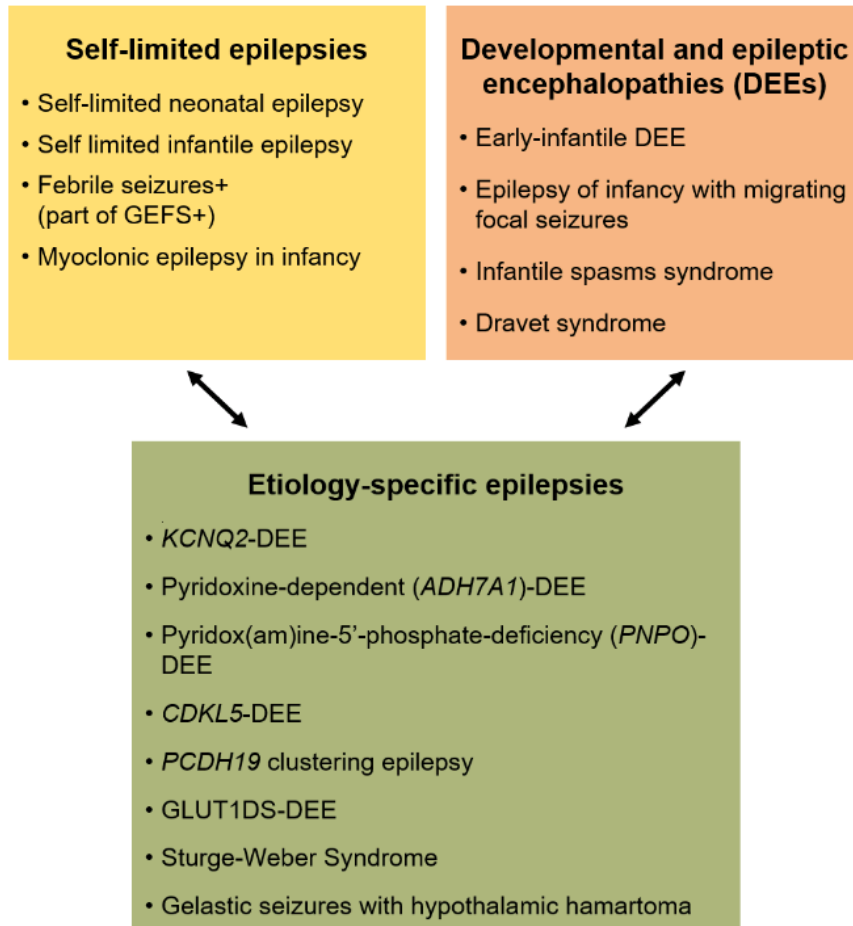 Self-limited epilepsies
• Self-limited neonatal epilepsy
• Self limited infantile epilepsy
• Febrile seizures+
(part of GEFS+)
• Myoclonic epilepsy in infancy
Developmental and epileptic
encephalopathies (DEEs)
• Early-infantile DEE
• Epilepsy of infancy with migrating
focal seizures
• Infantile spasms syndrome
• Dravet syndrome
Etiology-specific epilepsies
• KCNQ2-DEE
• Pyridoxine-dependent (ADH7A1)-DEE
• Pyridox(am)ine-5’-phosphate-deficiency (PNPO)-
DEE
• CDKL5-DEE
• PCDH19 clustering epilepsy
• GLUT1DS-DEE
• Sturge-Weber Syndrome
• Gelastic seizures with hypothalamic hamartoma